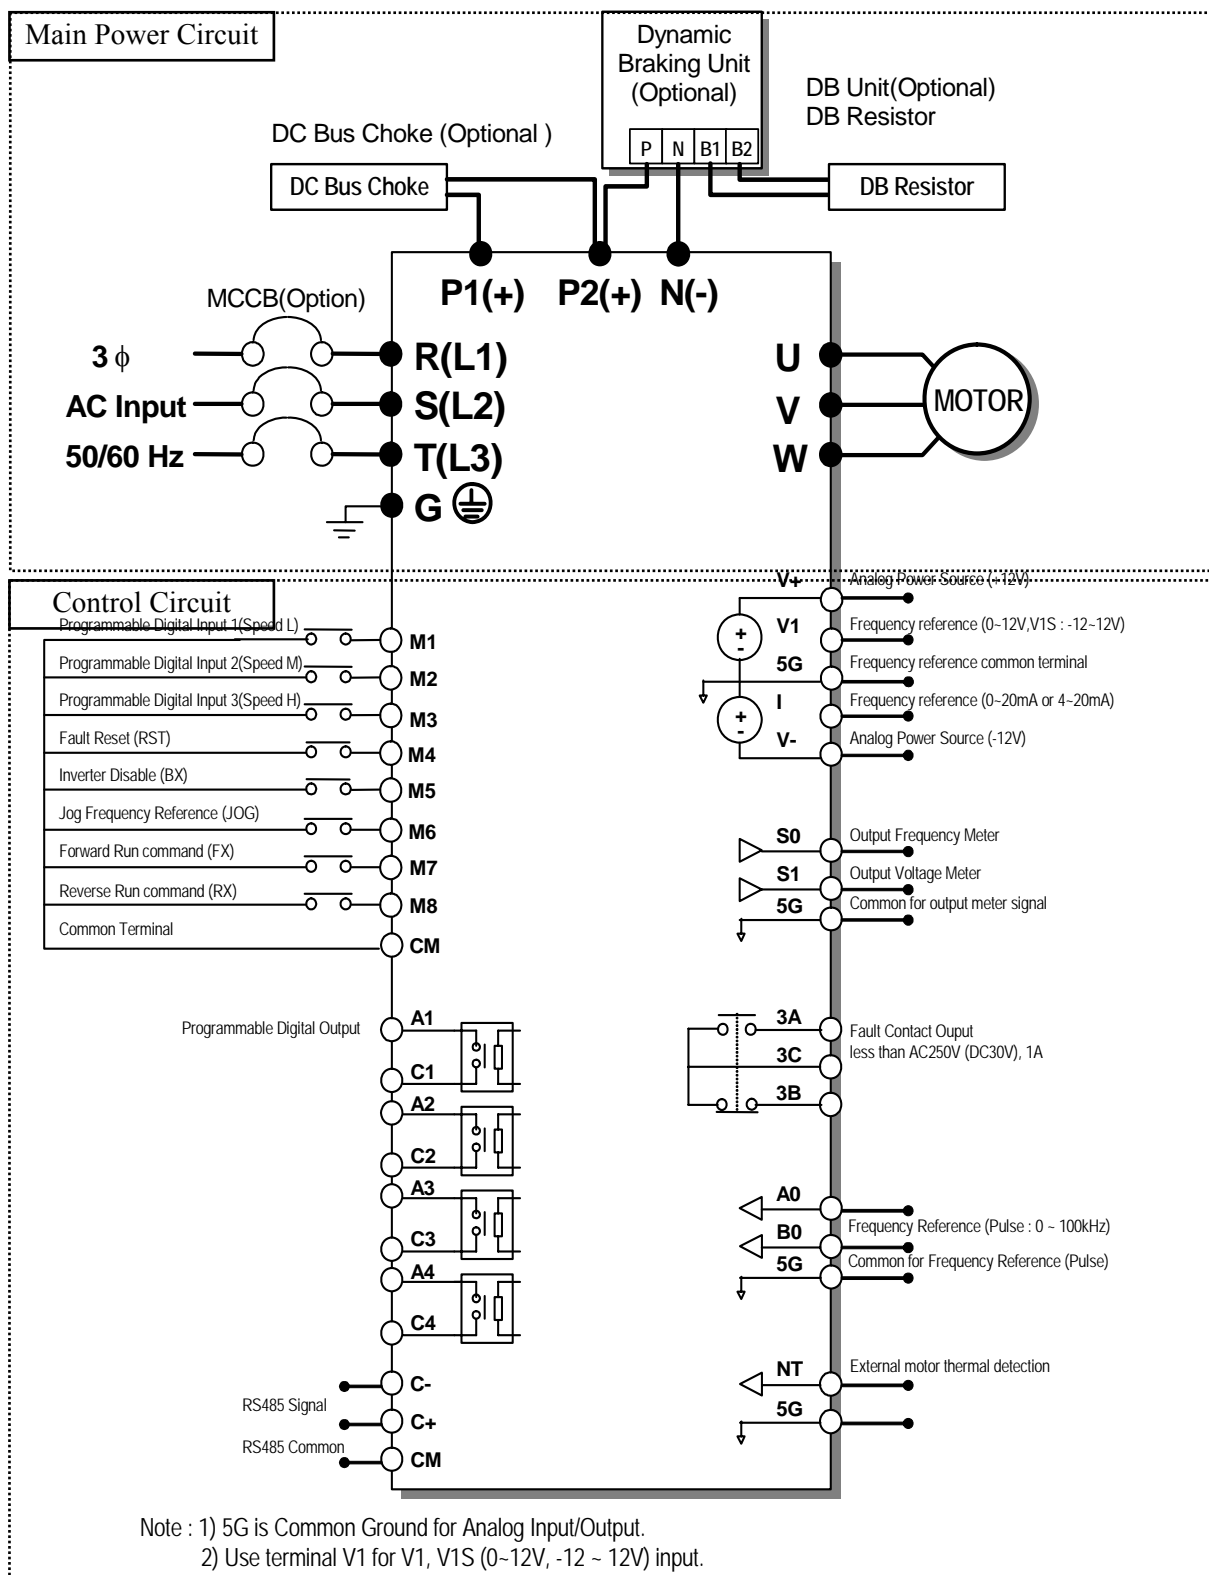 Main Power Circuit
Dynamic
Braking Unit
(Optional)
P N B1 B2
DB Unit(Optional)
DB Resistor
DC Bus Choke (Optional )
DC Bus Choke
DB Resistor
P1(+) P2(+) N(-)
MCCB(Option)
3 ϕ
AC Input
50/60 Hz
R(L1)
S(L2)
T(L3)
G
U
V
W
MOTOR
Control Circuit
Programmable Digital Input 1(Speed L)
M1
Programmable Digital Input 2(Speed M)
M2
Programmable Digital Input 3(Speed H)
M3
Fault Reset (RST)
M4
Inverter Disable (BX)
M5
Jog Frequency Reference (JOG)
M6
Forward Run command (FX)
M7
Reverse Run command (RX)
M8
Common Terminal
CM
Programmable Digital Output
A1
C1
A2
C2
A3
C3
A4
C4
RS485 Signal
C-
C+
RS485 Common
CM
V+ Analog Power Source (+12V)
+
-
V1 Frequency reference (0~12V,V1S : -12~12V)
5G Frequency reference common terminal
+
-
I Frequency reference (0~20mA or 4~20mA)
V- Analog Power Source (-12V)
S0 Output Frequency Meter
S1 Output Voltage Meter
5G Common for output meter signal
3A Fault Contact Ouput
less than AC250V (DC30V), 1A
3C
3B
A0
B0 Frequency Reference (Pulse : 0 ~ 100kHz)
5G Common for Frequency Reference (Pulse)
NT External motor thermal detection
5G
Note : 1) 5G is Common Ground for Analog Input/Output.
2) Use terminal V1 for V1, V1S (0~12V, -12 ~ 12V) input.